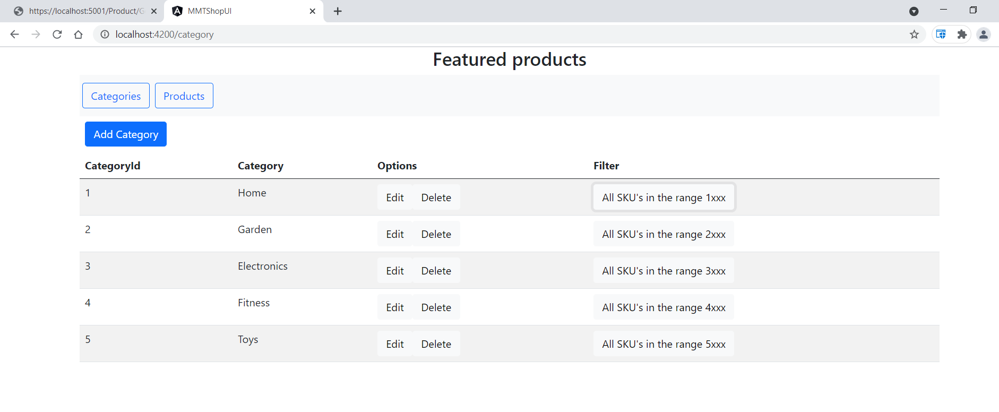 https://localhost:5001/Product/G
MMTShopUI
localhost:4200/category
Featured products
Categories Products
Add Category
CategoryId Category Options Filter
1 Home Edit Delete All SKU's in the range 1xxx
2 Garden Edit Delete All SKU's in the range 2xxx
3 Electronics Edit Delete All SKU's in the range 3xxx
4 Fitness Edit Delete All SKU's in the range 4xxx
5 Toys Edit Delete All SKU's in the range 5xxx